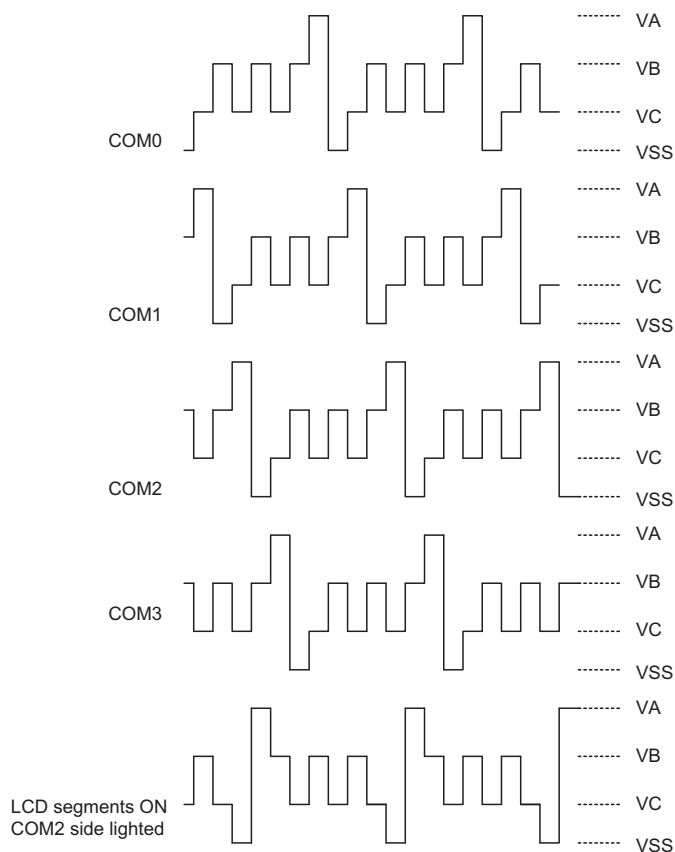 VA
VB
VC
COM0
VSS
VA
VB
VC
COM1
VSS
VA
VB
VC
COM2
VSS
VA
VB
COM3
VC
VSS
VA
VB
LCD segments ON
VC
COM2 side lighted
VSS